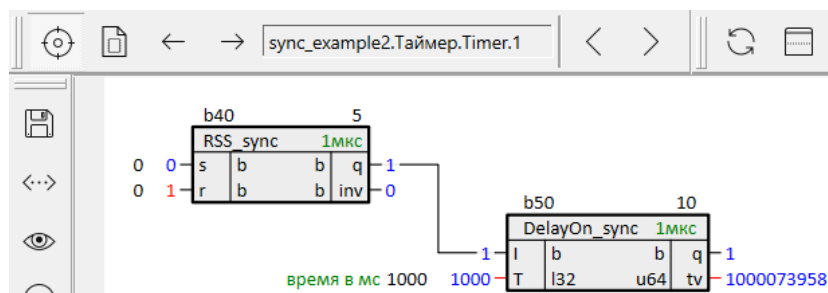 sync_example2.Таймер.Timer.1
b40 5
RSS_sync 1мкс
0 0 s b b q 1
0 1 r b b inv 0
b50 10
DelayOn_sync 1мкс
1 I b b q 1
время в мс 1000 1000 T I32 u64 tv 1000073958